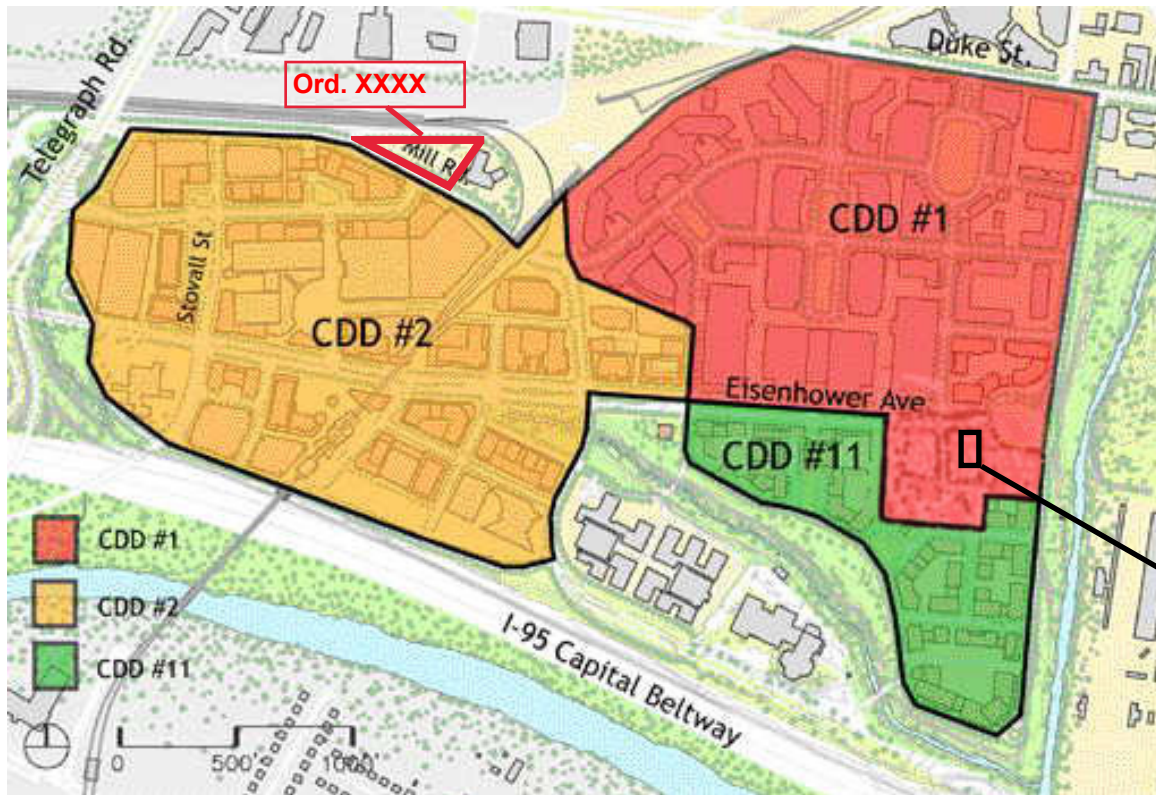 Telegraph Rd.
Ord. XXXX
Duke St.
Mill Rd.
CDD #1
Stovall St
CDD #2
Eisenhower Ave
CDD #11
CDD #1
CDD #2
CDD #11
I-95 Capital Beltway
0 500' 1000'